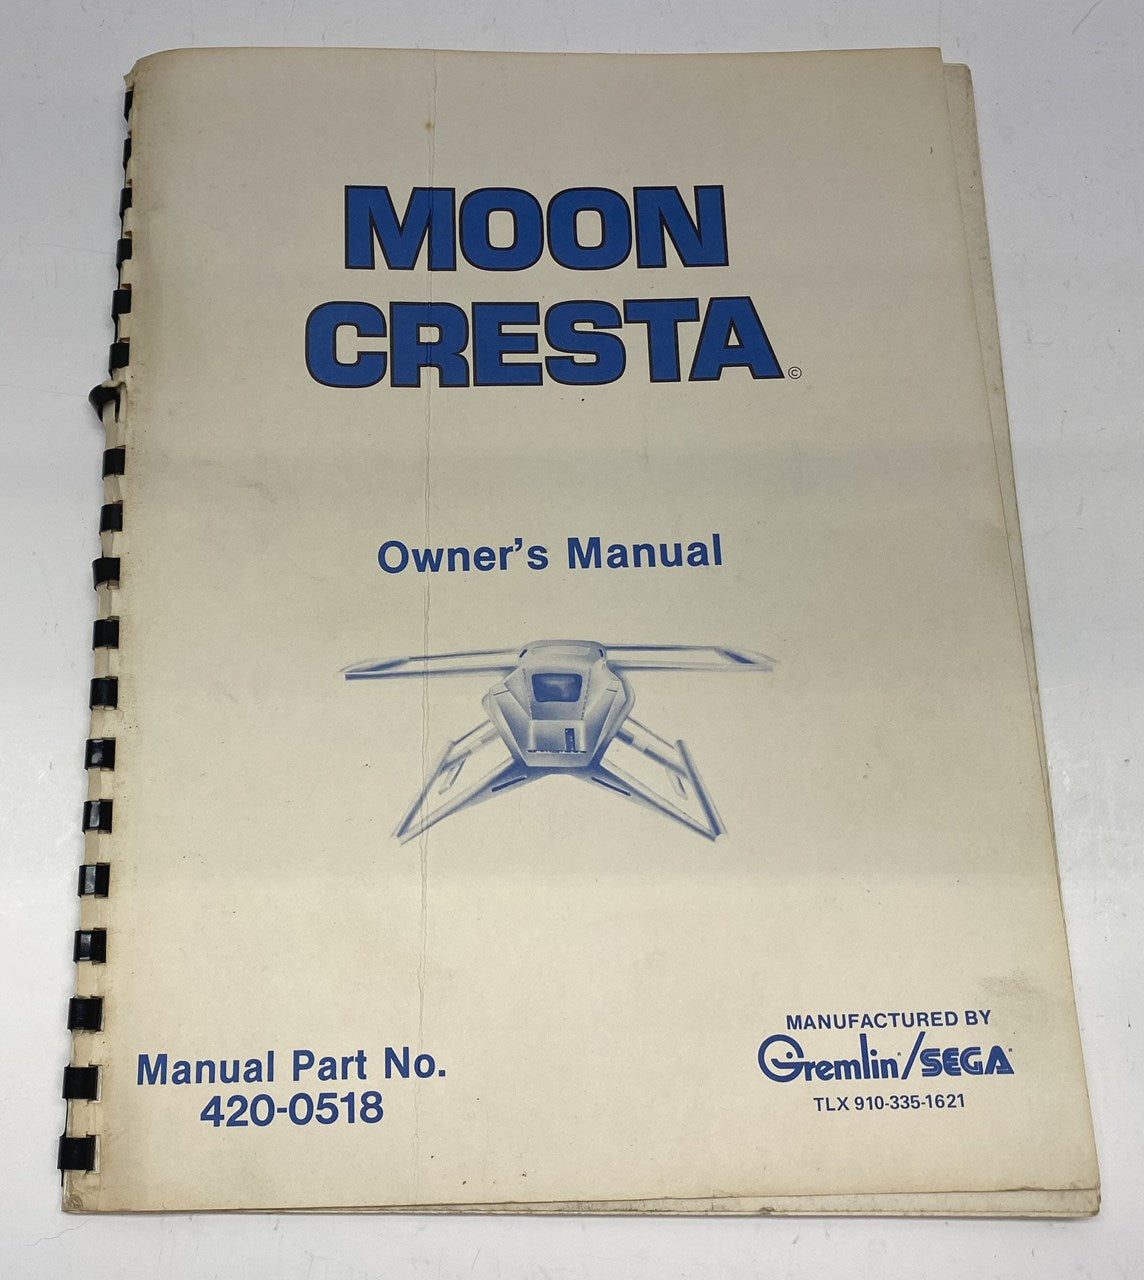 MOON
CRESTA©
Owner's Manual
Manual Part No.
420-0518
MANUFACTURED BY
Gremlin/SEGA
TLX 910-335-1621